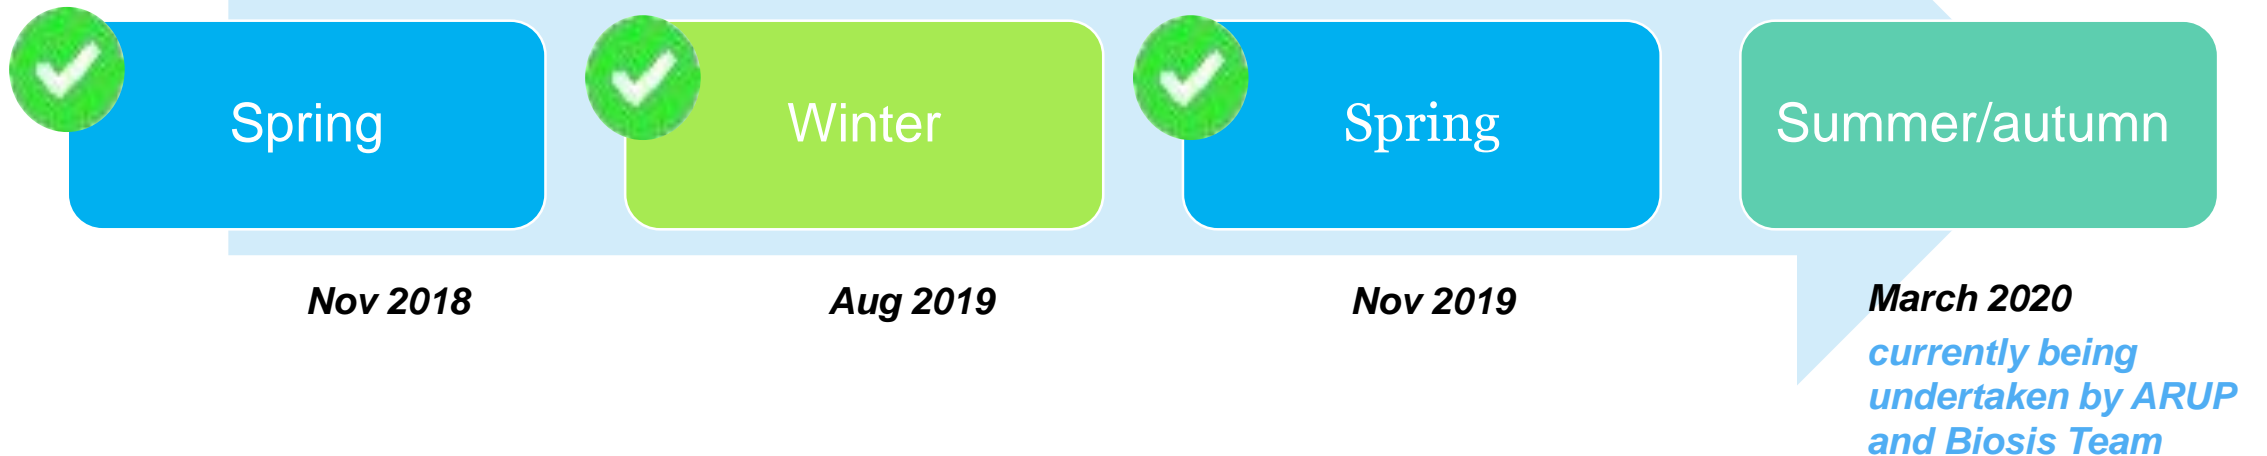 Spring
Winter
Spring
Summer/autumn
Nov 2018
Aug 2019
Nov 2019
March 2020
currently being
undertaken by ARUP
and Biosis Team